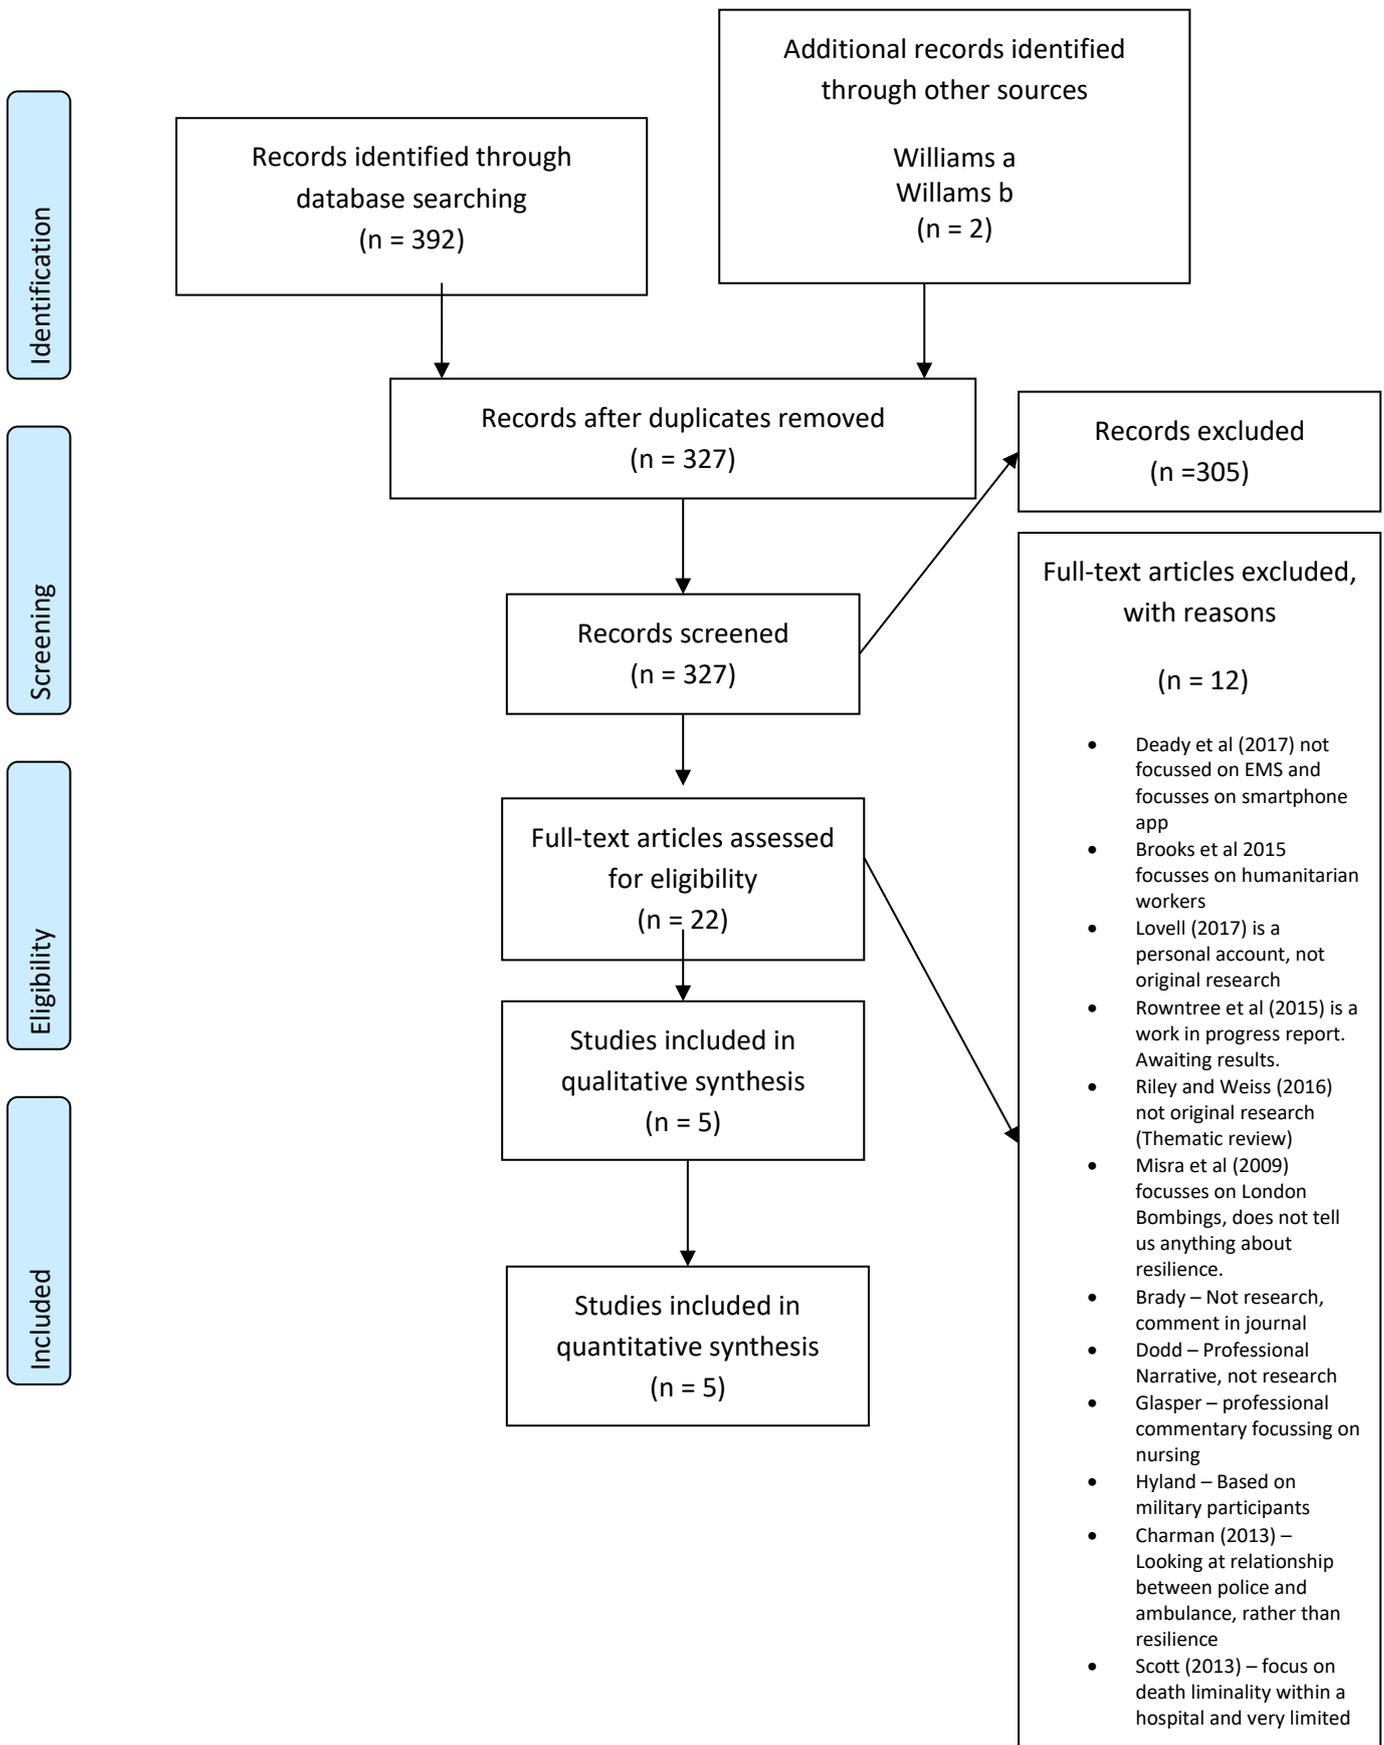 Additional records identified
through other sources
Williams a
Willams b
(n = 2)
Records identified through
database searching
(n = 392)
Identification
Records after duplicates removed
(n = 327)
Records excluded
(n =305)
Screening
Records screened
(n = 327)
Full-text articles excluded,
with reasons
(n = 12)
• Deady et al (2017) not
focussed on EMS and
focusses on smartphone
app
• Brooks et al 2015
focusses on humanitarian
workers
• Lovell (2017) is a
personal account, not
original research
• Rowntree et al (2015) is a
work in progress report.
Awaiting results.
• Riley and Weiss (2016)
not original research
(Thematic review)
• Misra et al (2009)
focusses on London
Bombings, does not tell
us anything about
resilience.
• Brady – Not research,
comment in journal
• Dodd – Professional
Narrative, not research
• Glasper – professional
commentary focussing on
nursing
• Hyland – Based on
military participants
• Charman (2013) –
Looking at relationship
between police and
ambulance, rather than
resilience
• Scott (2013) – focus on
death liminality within a
hospital and very limited
Eligibility
Full-text articles assessed
for eligibility
(n = 22)
Studies included in
qualitative synthesis
(n = 5)
Included
Studies included in
quantitative synthesis
(n = 5)